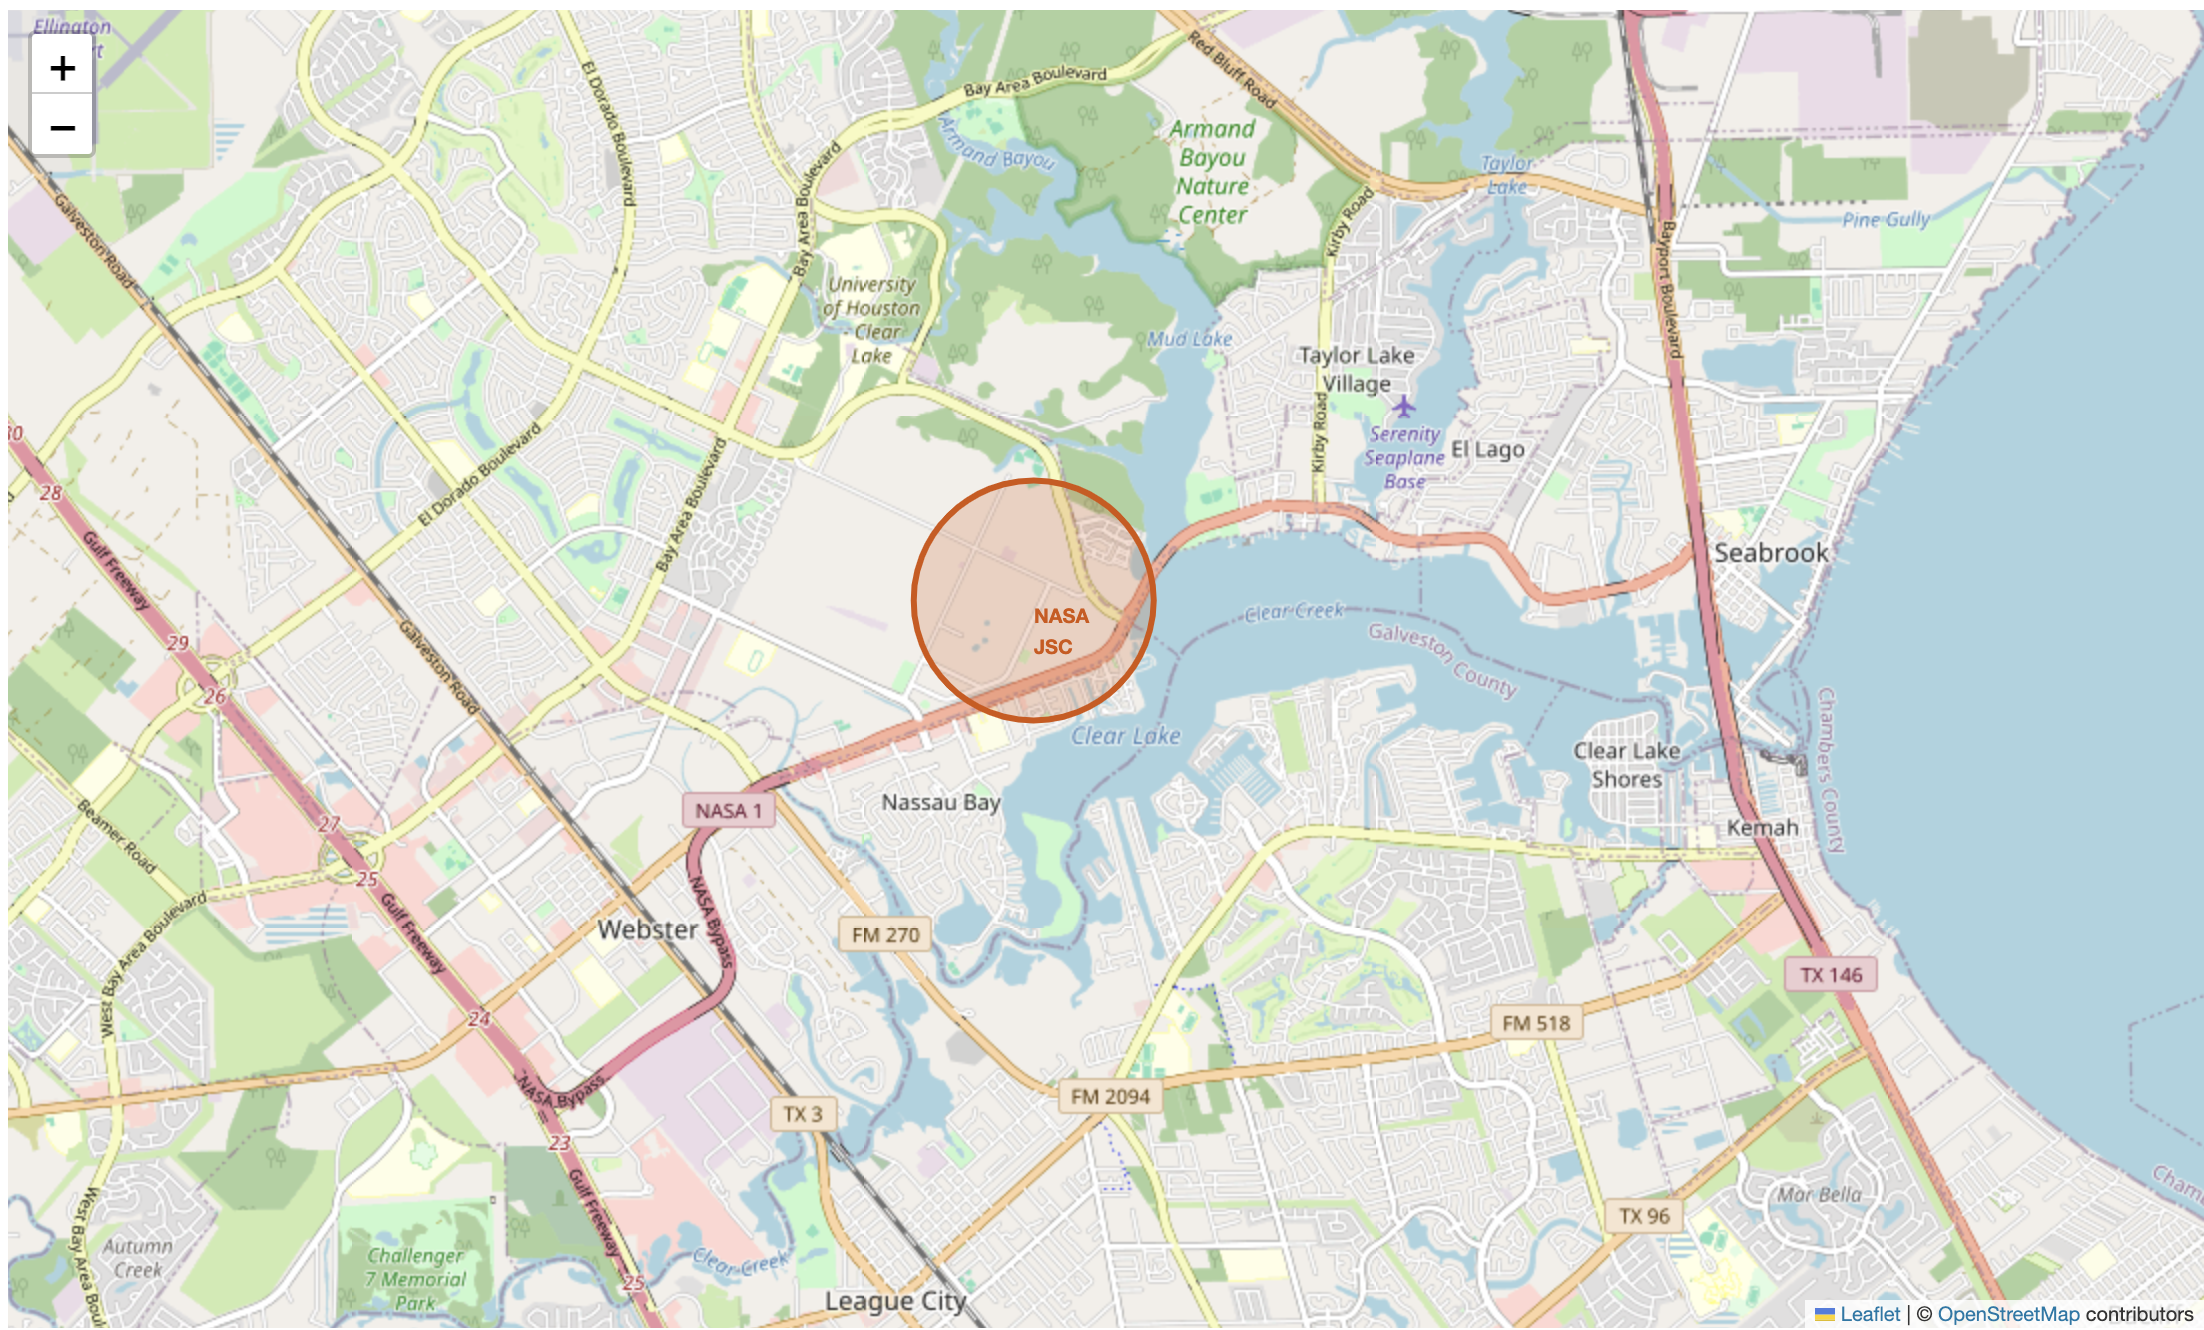 Ellington
rt
+
−
El Dorado Boulevard
Bay Area Boulevard
Red Bluff Road
Armand
Bayou
Nature
Center
Armand Bayou
Taylor
Lake
Pine Gully
Galveston Road
Bay Area Boulevard
Kirby Road
Bayport Boulevard
University
of Houston
Clear
Lake
Mud Lake
Taylor Lake
Village
Serenity
Seaplane
Base
El Lago
Kirby Road
30
28
El Dorado Boulevard
Bay Area Boulevard
Gulf Freeway
Seabrook
NASA
JSC
Clear Creek
Galveston County
29
26
Galveston Road
Clear Lake
Chambers County
Clear Lake
Shores
Nassau Bay
NASA 1
Kemah
27
25
Beamer Road
Gulf Freeway
NASA Bypass
Webster
FM 270
West Bay Area Boulevard
TX 146
24
FM 518
NASA Bypass
FM 2094
TX 3
23
Gulf Freeway
Cham
Mar Bella
TX 96
West Bay Area Boul
Autumn
Creek
Challenger
7 Memorial
Park
Clear Creek
25
League City
Leaflet | © OpenStreetMap contributors